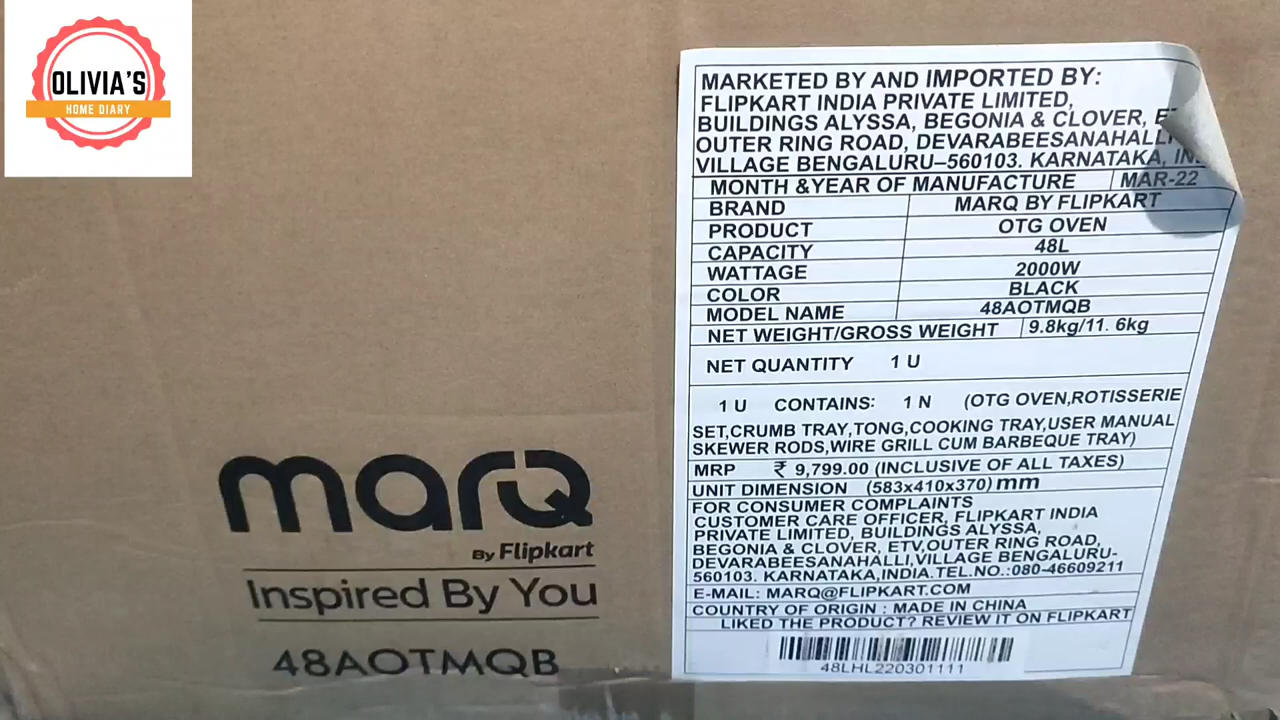 OLIVIA'S
HOME DIARY
MARKETED BY AND IMPORTED BY:
FLIPKART INDIA PRIVATE LIMITED,
BUILDINGS ALYSSA, BEGONIA & CLOVER,
OUTER RING ROAD, DEVARABEESANAHALLI
VILLAGE BENGALURU–560103. KARNATAKA,
MONTH &YEAR OF MANUFACTURE MAR-22
BRAND MARQ BY FLIPKART
PRODUCT OTG OVEN
CAPACITY 48L
WATTAGE 2000W
COLOR BLACK
MODEL NAME 48AOTMQB
NET WEIGHT/GROSS WEIGHT 9.8kg/11. 6kg
NET QUANTITY 1 U
1 U CONTAINS: 1 N (OTG OVEN,ROTISSERIE
SET,CRUMB TRAY,TONG,COOKING TRAY,USER MANUAL
SKEWER RODS,WIRE GRILL CUM BARBEQUE TRAY)
MRP ₹ 9,799.00 (INCLUSIVE OF ALL TAXES)
UNIT DIMENSION (583x410x370) mm
FOR CONSUMER COMPLAINTS
CUSTOMER CARE OFFICER, FLIPKART INDIA
PRIVATE LIMITED, BUILDINGS ALYSSA,
BEGONIA & CLOVER, ETV,OUTER RING ROAD,
DEVARABEESANAHALLI,VILLAGE BENGALURU-
560103. KARNATAKA,INDIA.TEL.NO.:080-46609211
E-MAIL: MARQ@FLIPKART.COM
COUNTRY OF ORIGIN : MADE IN CHINA
LIKED THE PRODUCT? REVIEW IT ON FLIPKART
48LHL220301111
marQ
By Flipkart
Inspired By You
48AOTMQB